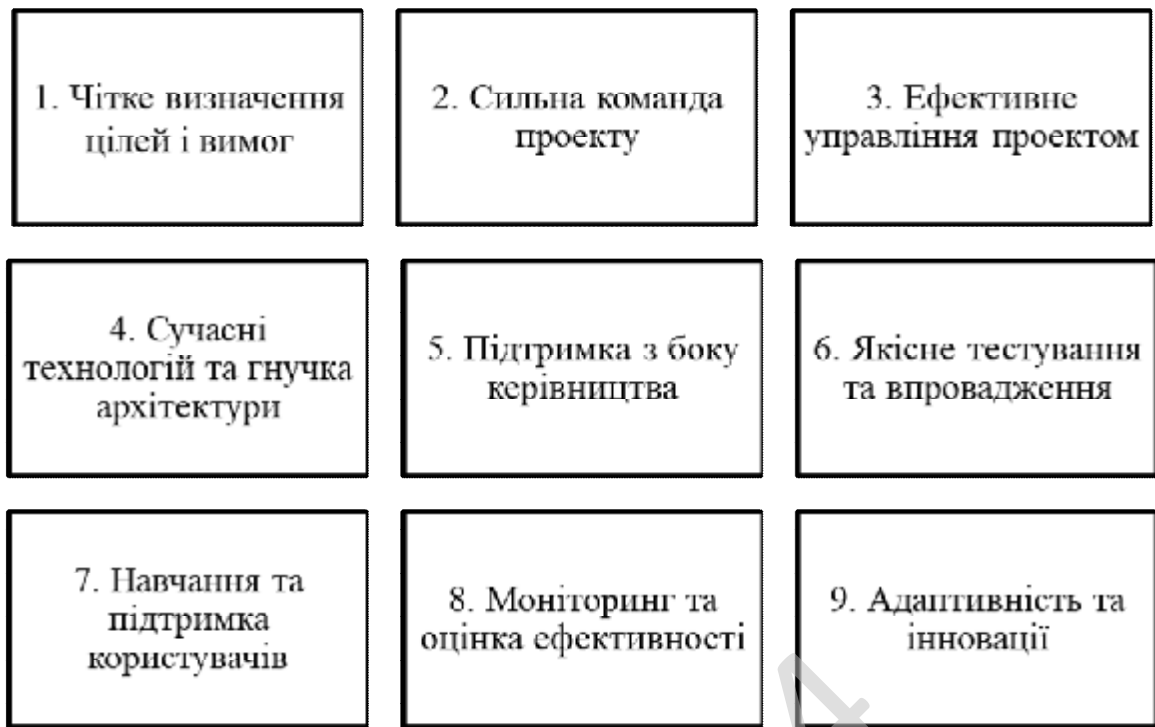 1. Чітке визначення
цілей і вимог
2. Сильна команда
проекту
3. Ефективне
управління проектом
4. Сучасні
технологій та гнучка
архітектури
5. Підтримка з боку
керівництва
6. Якісне тестування
та впровадження
7. Навчання та
підтримка
користувачів
8. Моніторинг та
оцінка ефективності
9. Адаптивність та
інновації
4